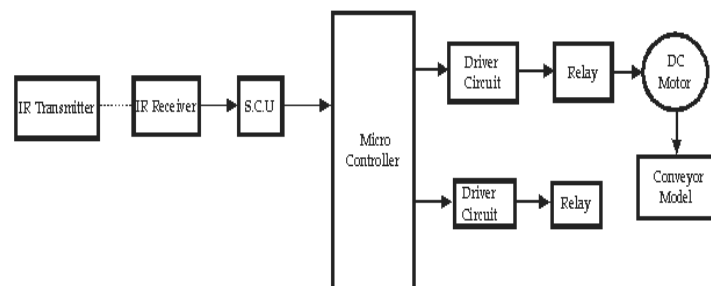 IR Transmitter
IR Receiver
S.C.U
Micro
Controller
Driver
Circuit
Relay
DC
Motor
Conveyor
Model
Driver
Circuit
Relay